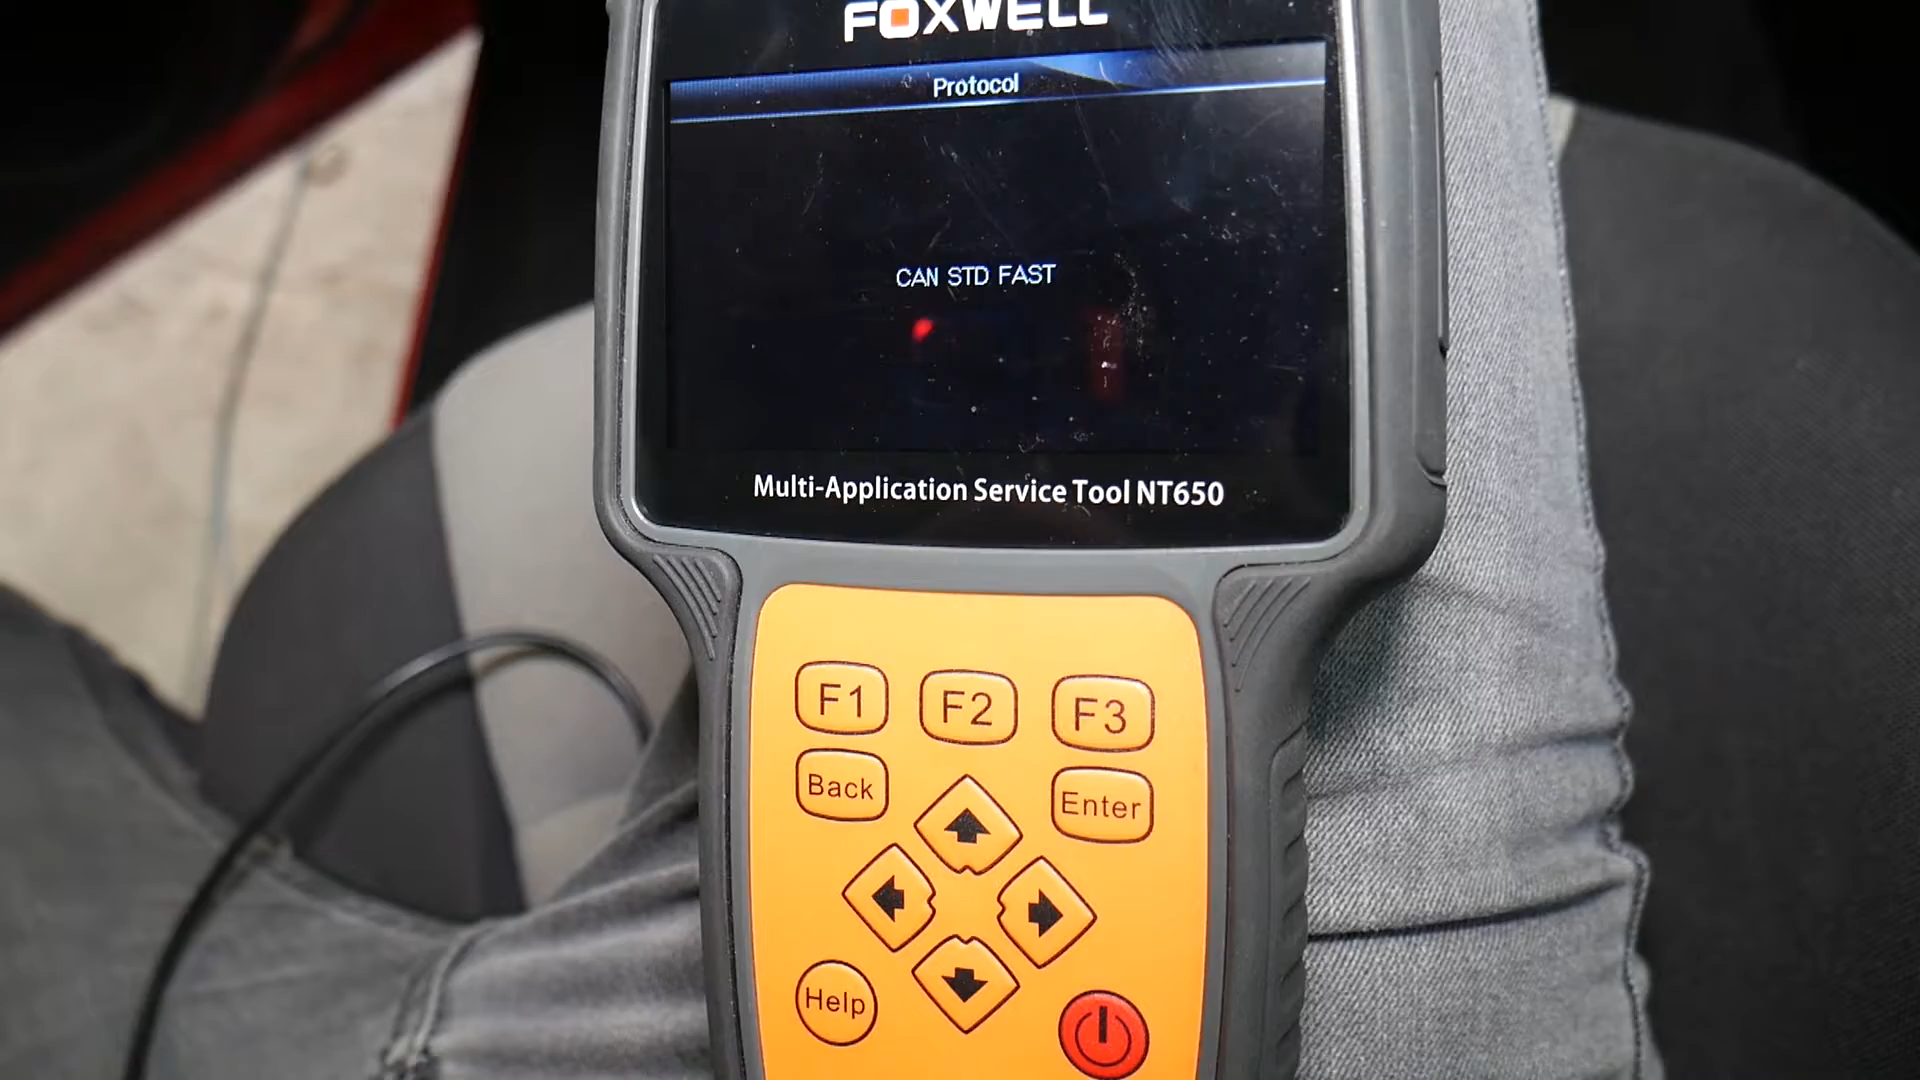 FOXWELL
Protocol
CAN STD FAST
Multi-Application Service Tool NT650
F1 F2 F3
Back Enter
Help